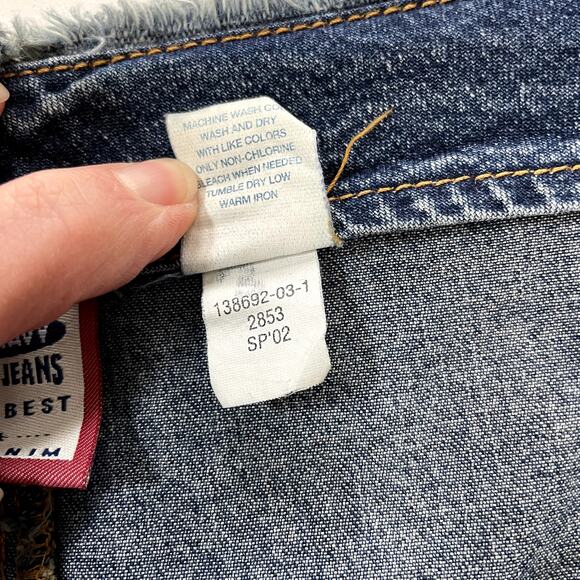 MACHINE WASH CO
WASH AND DRY
WITH LIKE COLORS
ONLY NON-CHLORINE
BLEACH WHEN NEEDED
TUMBLE DRY LOW
WARM IRON
138692-03-1
2853
SP'02
JEANS
BEST
NIM